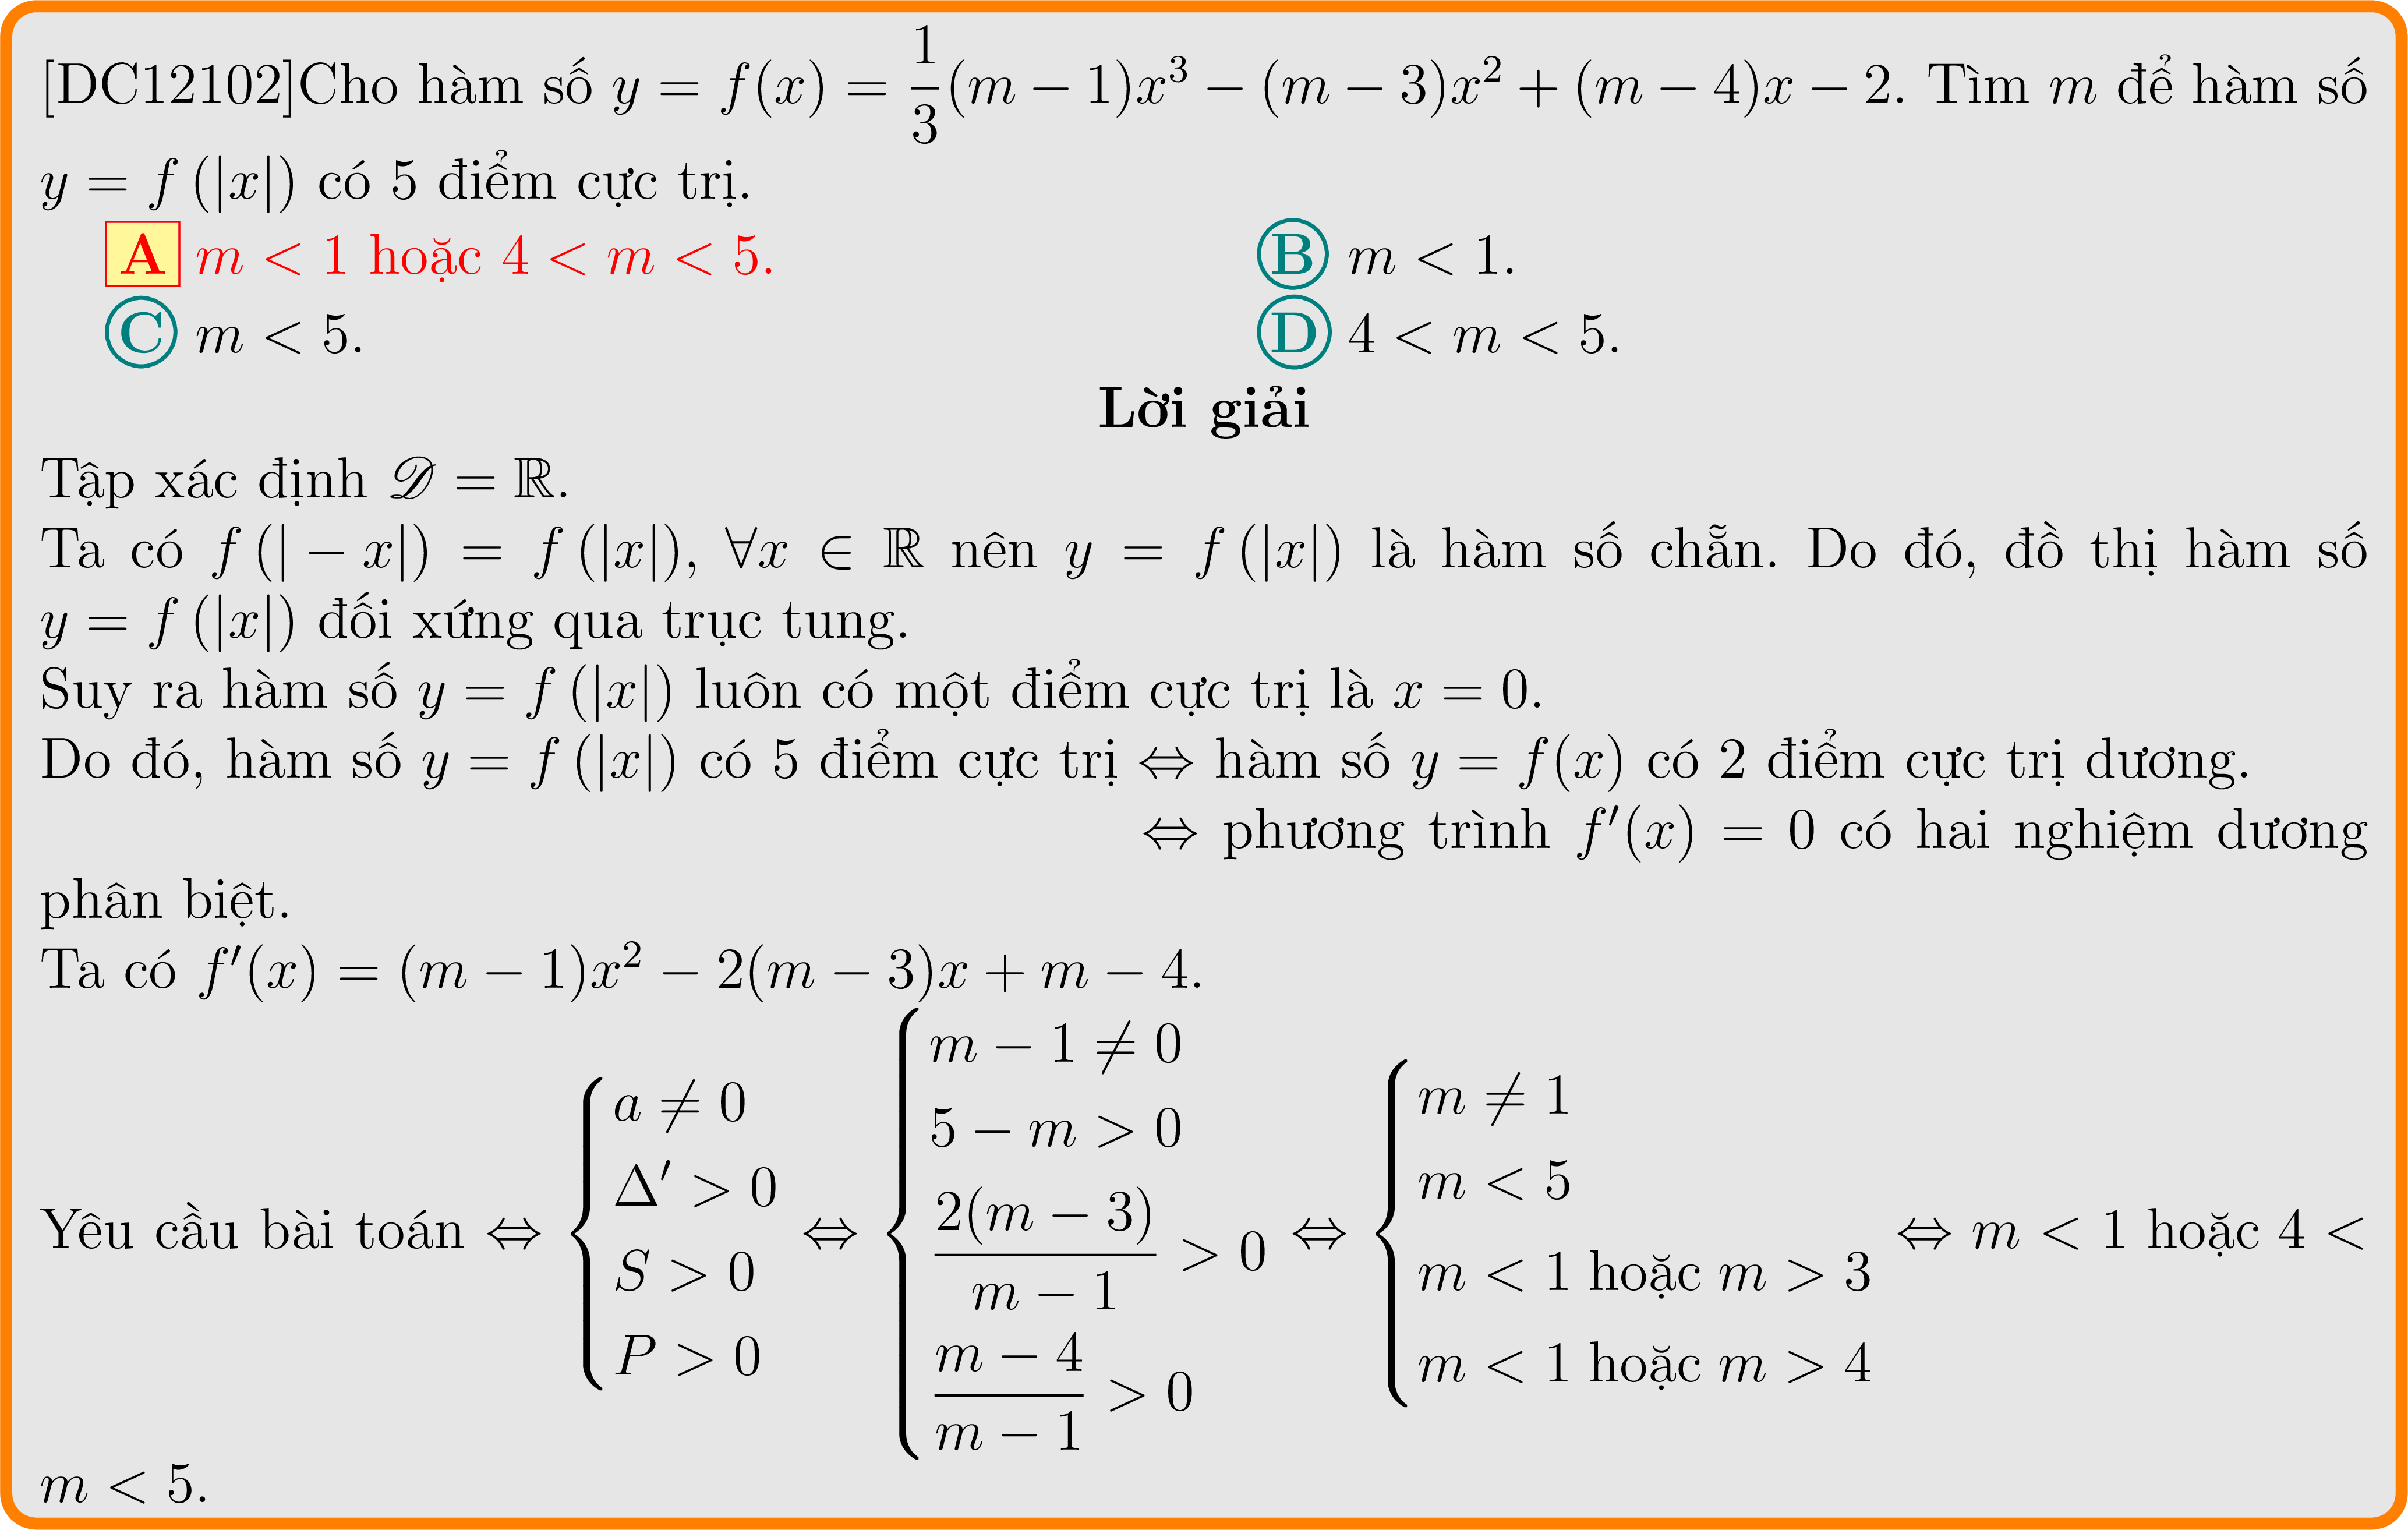 [DC12102]Cho hàm số $y = f(x) = \dfrac{1}{3}(m-1)x^3 - (m-3)x^2 + (m-4)x - 2$. Tìm $m$ để hàm số
$y = f(|x|)$ có 5 điểm cực trị.
A $m < 1$ hoặc $4 < m < 5$. B $m < 1$.
C $m < 5$. D $4 < m < 5$.
Lời giải
Tập xác định $\mathscr{D} = \mathbb{R}$.
Ta có $f(|-x|) = f(|x|), \forall x \in \mathbb{R}$ nên $y = f(|x|)$ là hàm số chẵn. Do đó, đồ thị hàm số
$y = f(|x|)$ đối xứng qua trục tung.
Suy ra hàm số $y = f(|x|)$ luôn có một điểm cực trị là $x = 0$.
Do đó, hàm số $y = f(|x|)$ có 5 điểm cực trị $\Leftrightarrow$ hàm số $y = f(x)$ có 2 điểm cực trị dương.
$\Leftrightarrow$ phương trình $f'(x) = 0$ có hai nghiệm dương
phân biệt.
Ta có $f'(x) = (m-1)x^2 - 2(m-3)x + m - 4$.
Yêu cầu bài toán $\Leftrightarrow \begin{cases} a \neq 0 \\ \Delta' > 0 \\ S > 0 \\ P > 0 \end{cases} \Leftrightarrow \begin{cases} m - 1 \neq 0 \\ 5 - m > 0 \\ \dfrac{2(m-3)}{m-1} > 0 \\ \dfrac{m-4}{m-1} > 0 \end{cases} \Leftrightarrow \begin{cases} m \neq 1 \\ m < 5 \\ m < 1 \text{ hoặc } m > 3 \\ m < 1 \text{ hoặc } m > 4 \end{cases} \Leftrightarrow m < 1$ hoặc $4 <$
$m < 5$.